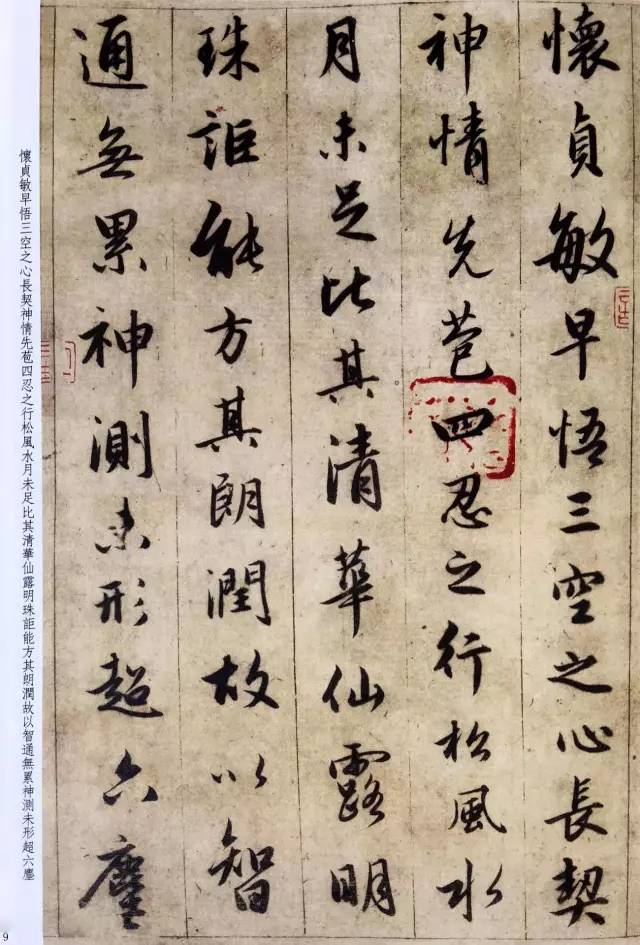 懷貞敏早悟三空之心長契
神情先苞四忍之行松風水
月未足比其清華仙露明
珠詎能方其朗潤故以智
通無累神測未形超六塵
懷貞敏早悟三空之心長契神情先苞四忍之行松風水月未足比其清華仙露明珠詎能方其朗潤故以智通無累神測未形超六塵
9